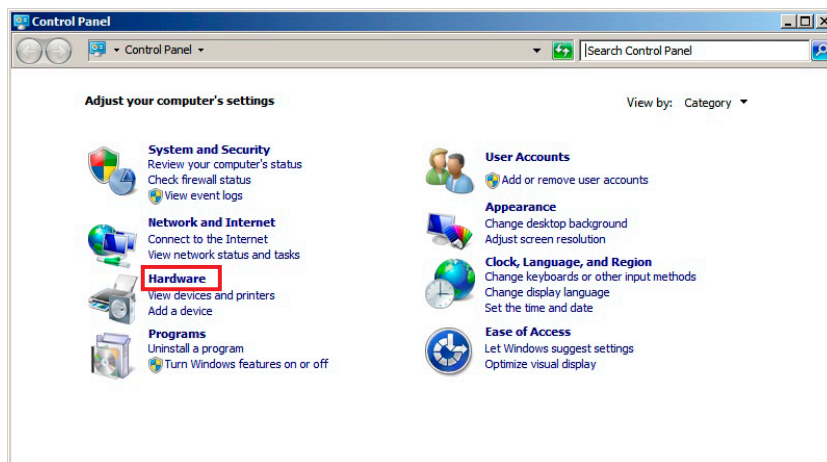 Control Panel
Control Panel
Search Control Panel
Adjust your computer's settings
View by: Category
System and Security
Review your computer's status
Check firewall status
View event logs
Network and Internet
Connect to the Internet
View network status and tasks
Hardware
View devices and printers
Add a device
Programs
Uninstall a program
Turn Windows features on or off
User Accounts
Add or remove user accounts
Appearance
Change desktop background
Adjust screen resolution
Clock, Language, and Region
Change keyboards or other input methods
Change display language
Set the time and date
Ease of Access
Let Windows suggest settings
Optimize visual display